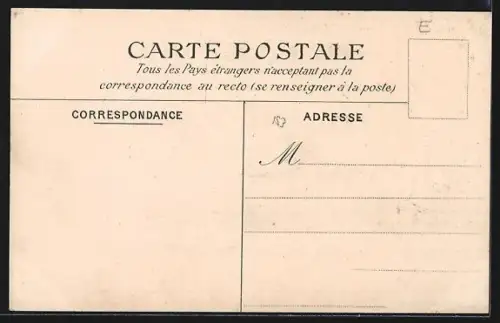 E
CARTE POSTALE
Tous les Pays étrangers n'acceptant pas la
correspondance au recto (se renseigner à la poste)
CORRESPONDANCE
ADRESSE
M